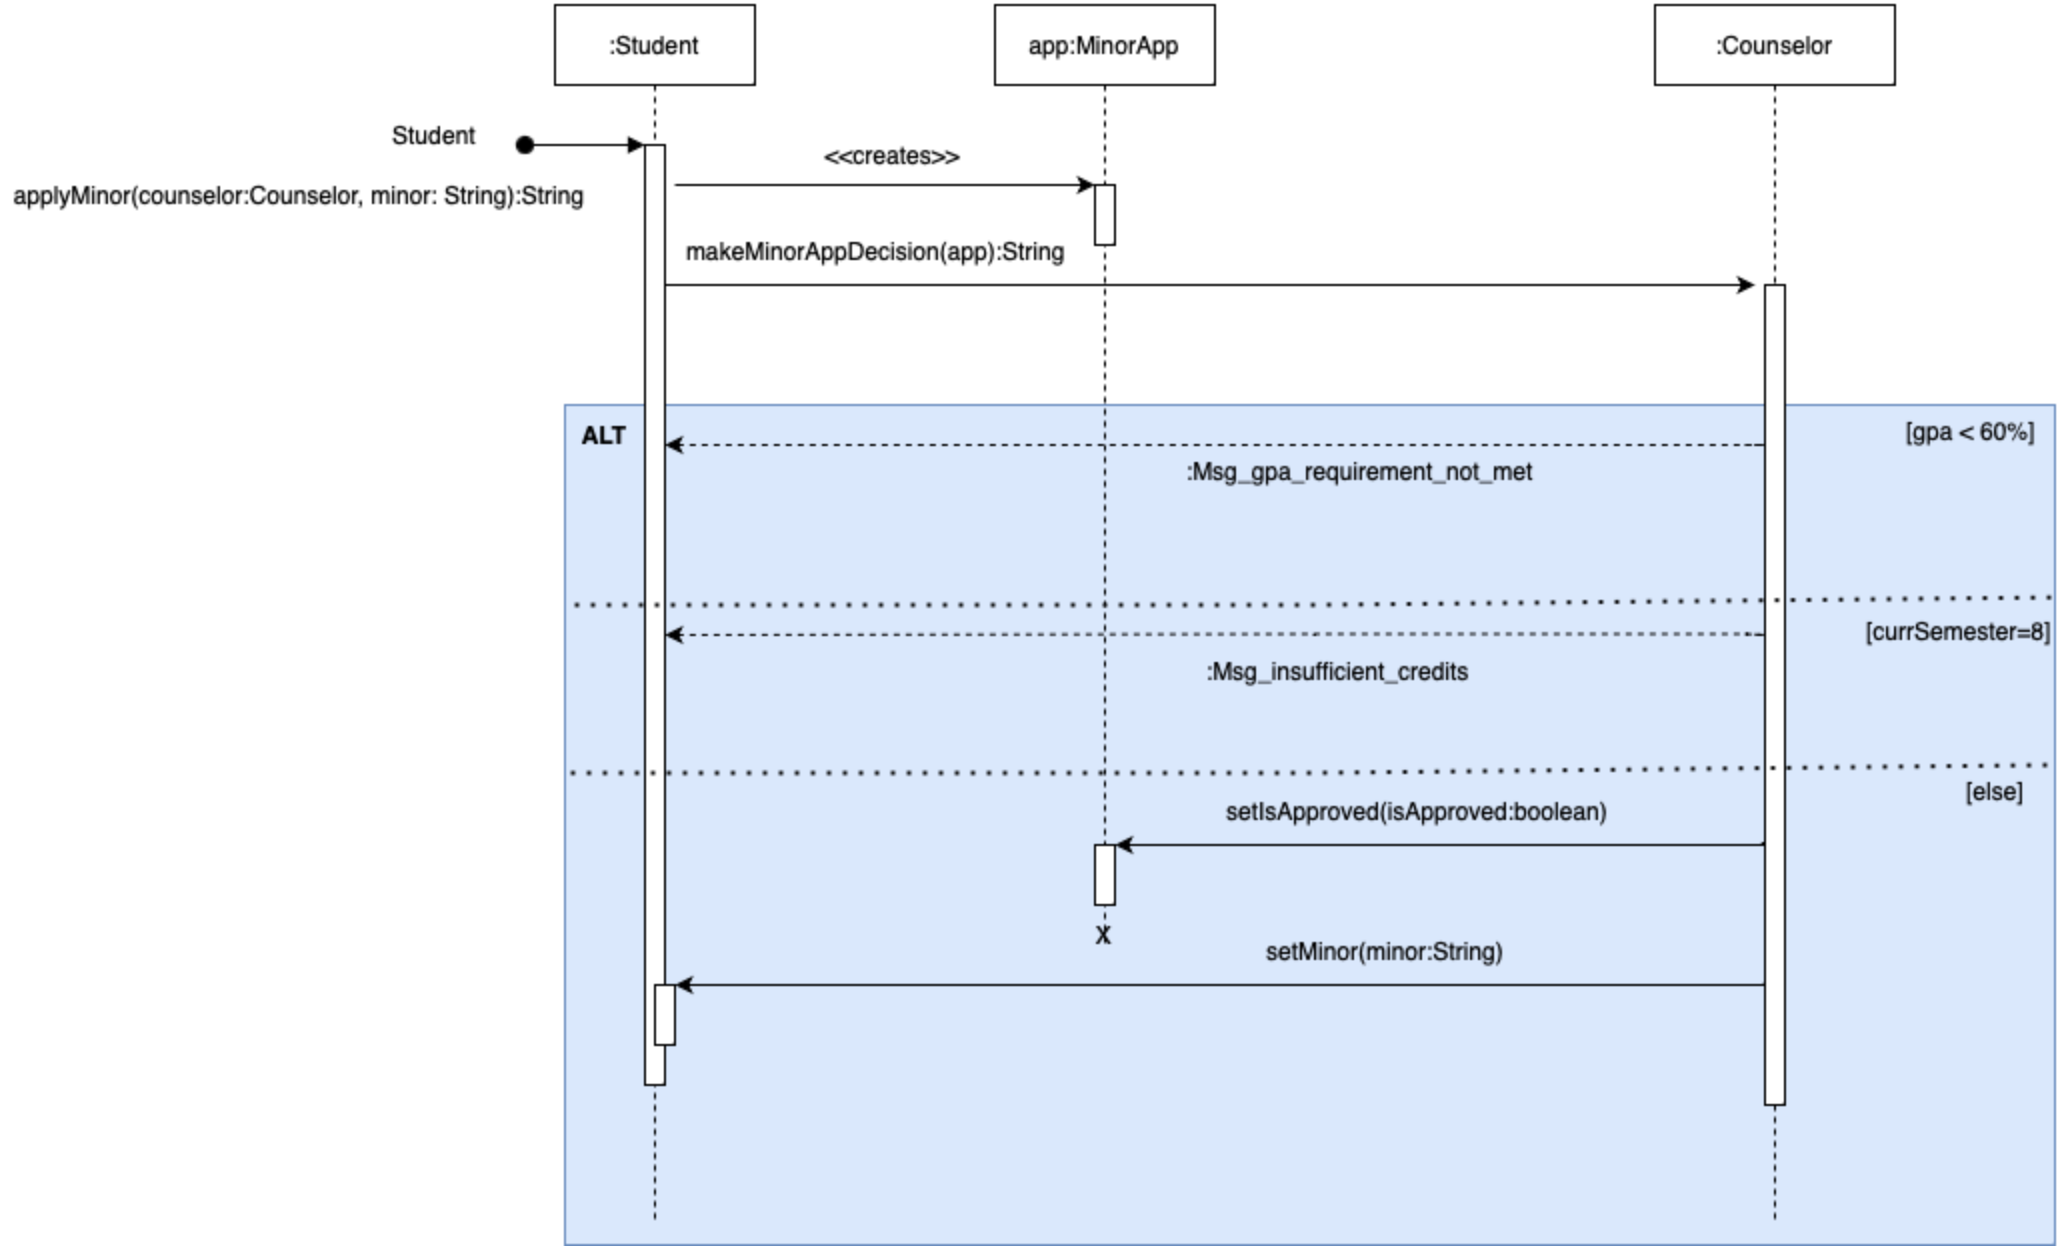 :Student
app:MinorApp
:Counselor
Student
<<creates>>
applyMinor(counselor:Counselor, minor: String):String
makeMinorAppDecision(app):String
ALT
[gpa < 60%]
:Msg_gpa_requirement_not_met
[currSemester=8]
:Msg_insufficient_credits
[else]
setIsApproved(isApproved:boolean)
X
setMinor(minor:String)